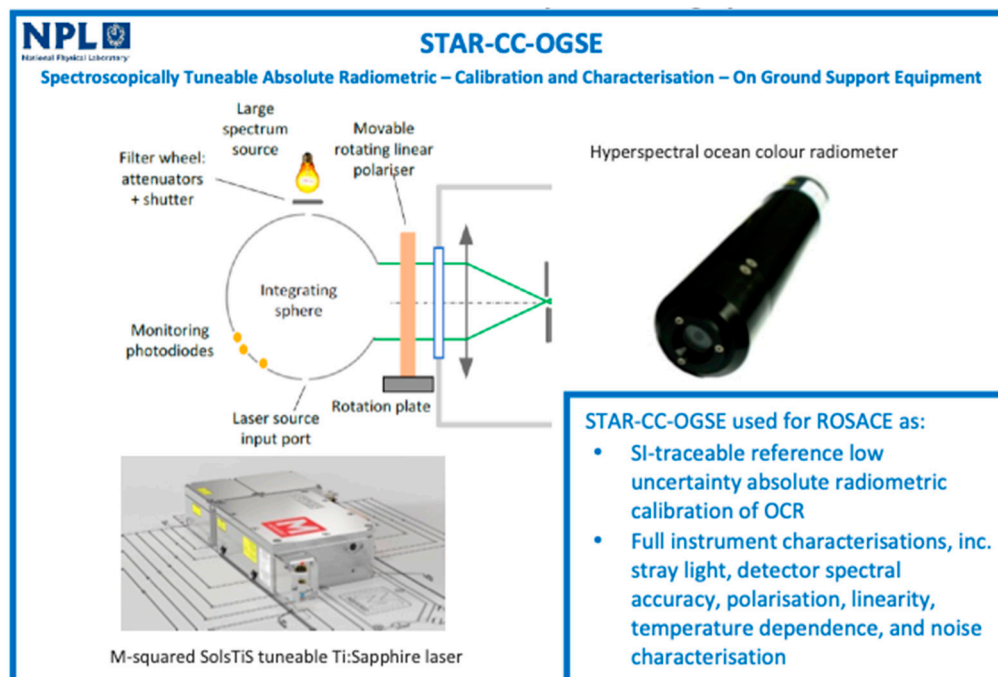 NPL
National Physical Laboratory
STAR-CC-OGSE
Spectroscopically Tuneable Absolute Radiometric – Calibration and Characterisation – On Ground Support Equipment
Large
spectrum
source
Filter wheel:
attenuators
+ shutter
Movable
rotating linear
polariser
Integrating
sphere
Monitoring
photodiodes
Laser source
input port
Rotation plate
Hyperspectral ocean colour radiometer
M
M-squared SolsTiS tuneable Ti:Sapphire laser
STAR-CC-OGSE used for ROSACE as:
• SI-traceable reference low
uncertainty absolute radiometric
calibration of OCR
• Full instrument characterisations, inc.
stray light, detector spectral
accuracy, polarisation, linearity,
temperature dependence, and noise
characterisation